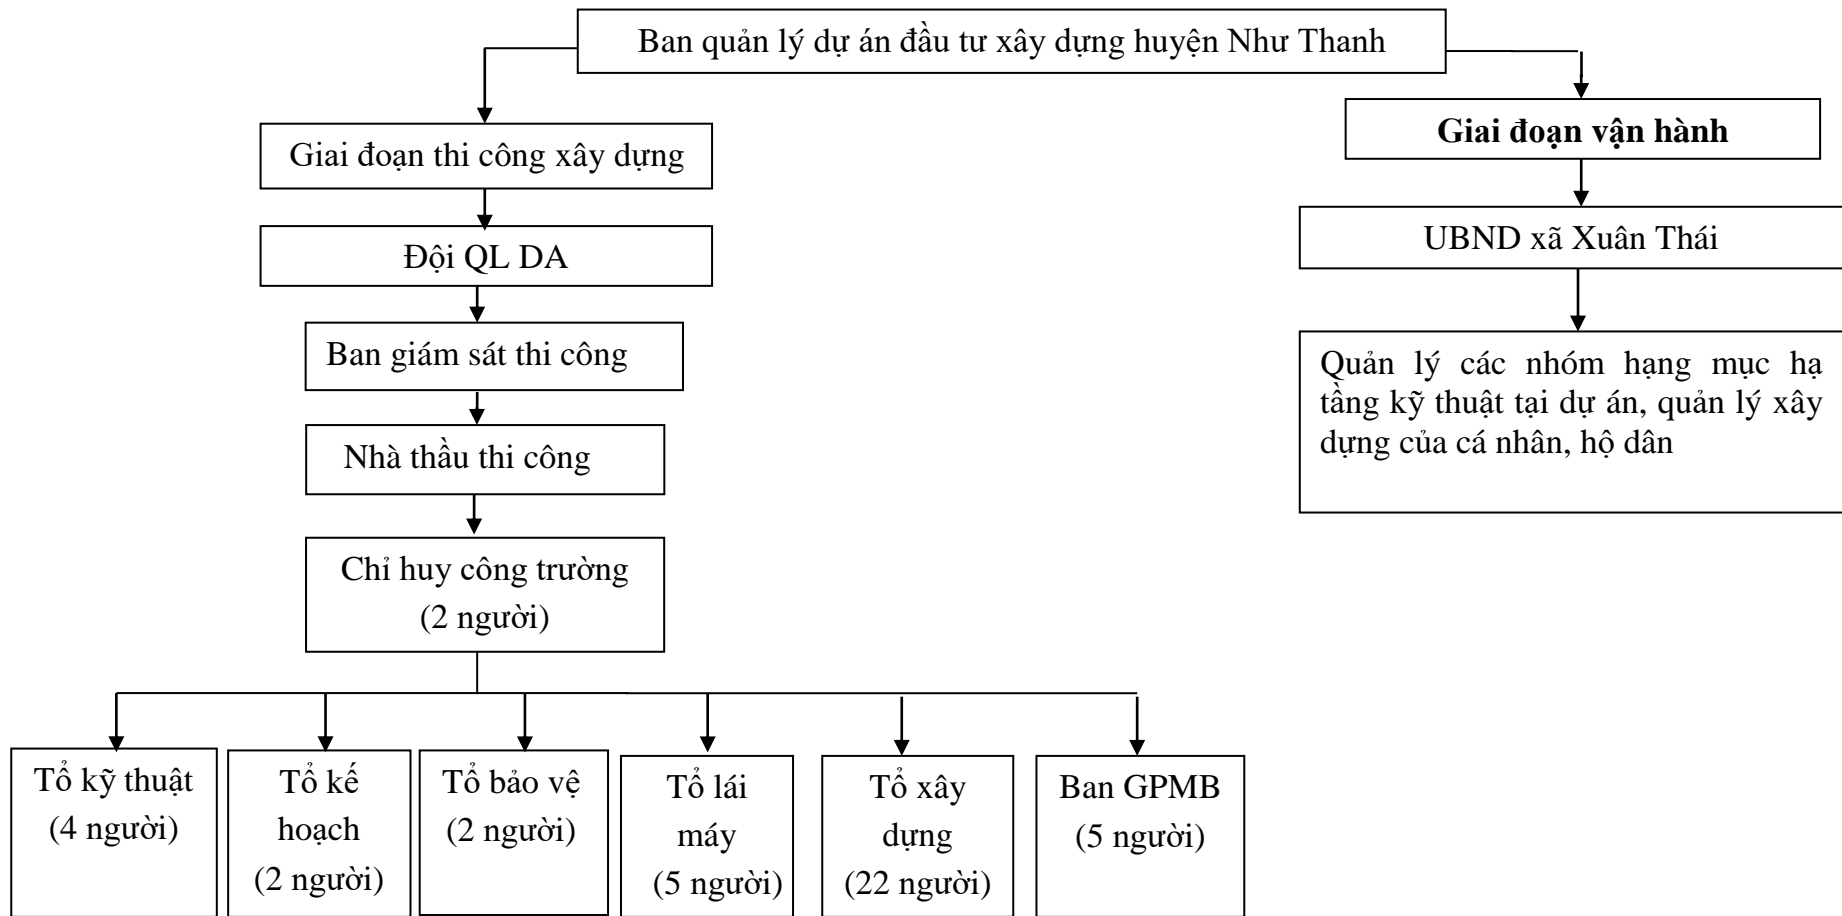 Ban quản lý dự án đầu tư xây dựng huyện Như Thanh
Giai đoạn thi công xây dựng
Giai đoạn vận hành
Đội QL DA
UBND xã Xuân Thái
Ban giám sát thi công
Quản lý các nhóm hạng mục hạ
tầng kỹ thuật tại dự án, quản lý xây
dựng của cá nhân, hộ dân
Nhà thầu thi công
Chỉ huy công trường
(2 người)
Tổ kỹ thuật
(4 người)
Tổ kế
hoạch
(2 người)
Tổ bảo vệ
(2 người)
Tổ lái
máy
(5 người)
Tổ xây
dựng
(22 người)
Ban GPMB
(5 người)